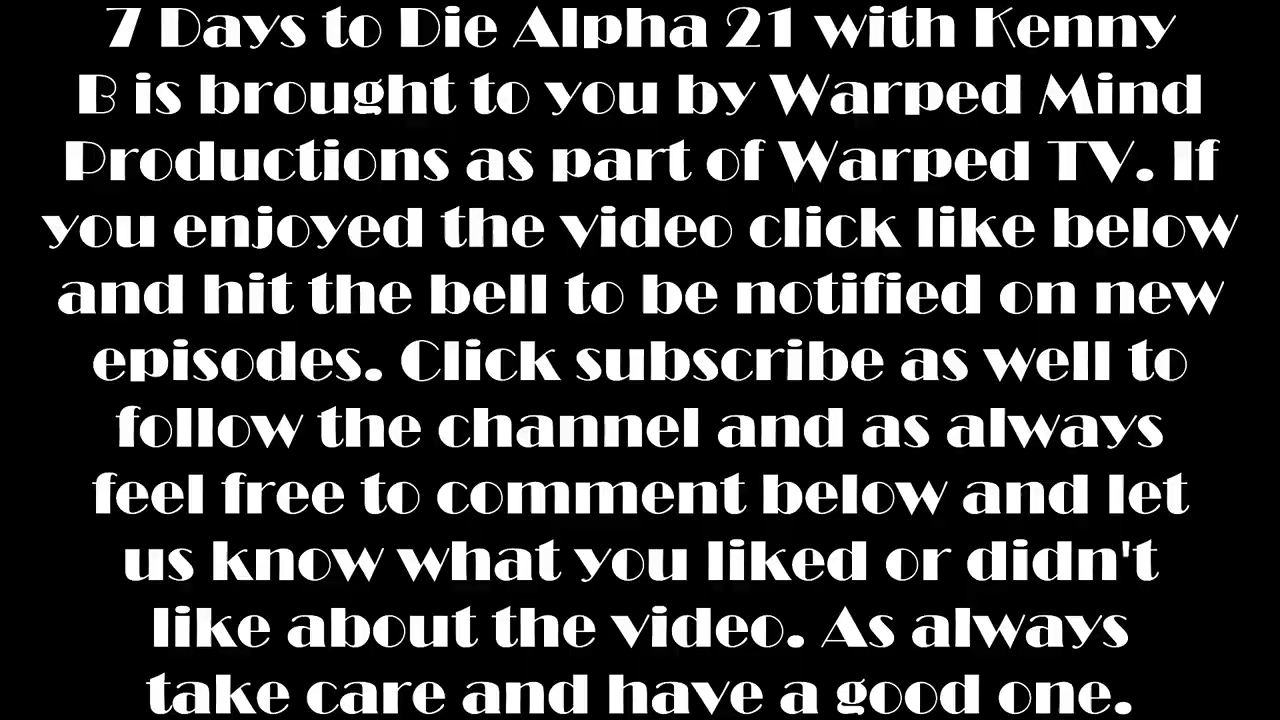 7 Days to Die Alpha 21 with Kenny
B is brought to you by Warped Mind
Productions as part of Warped TV. If
you enjoyed the video click like below
and hit the bell to be notified on new
episodes. Click subscribe as well to
follow the channel and as always
feel free to comment below and let
us know what you liked or didn't
like about the video. As always
take care and have a good one.